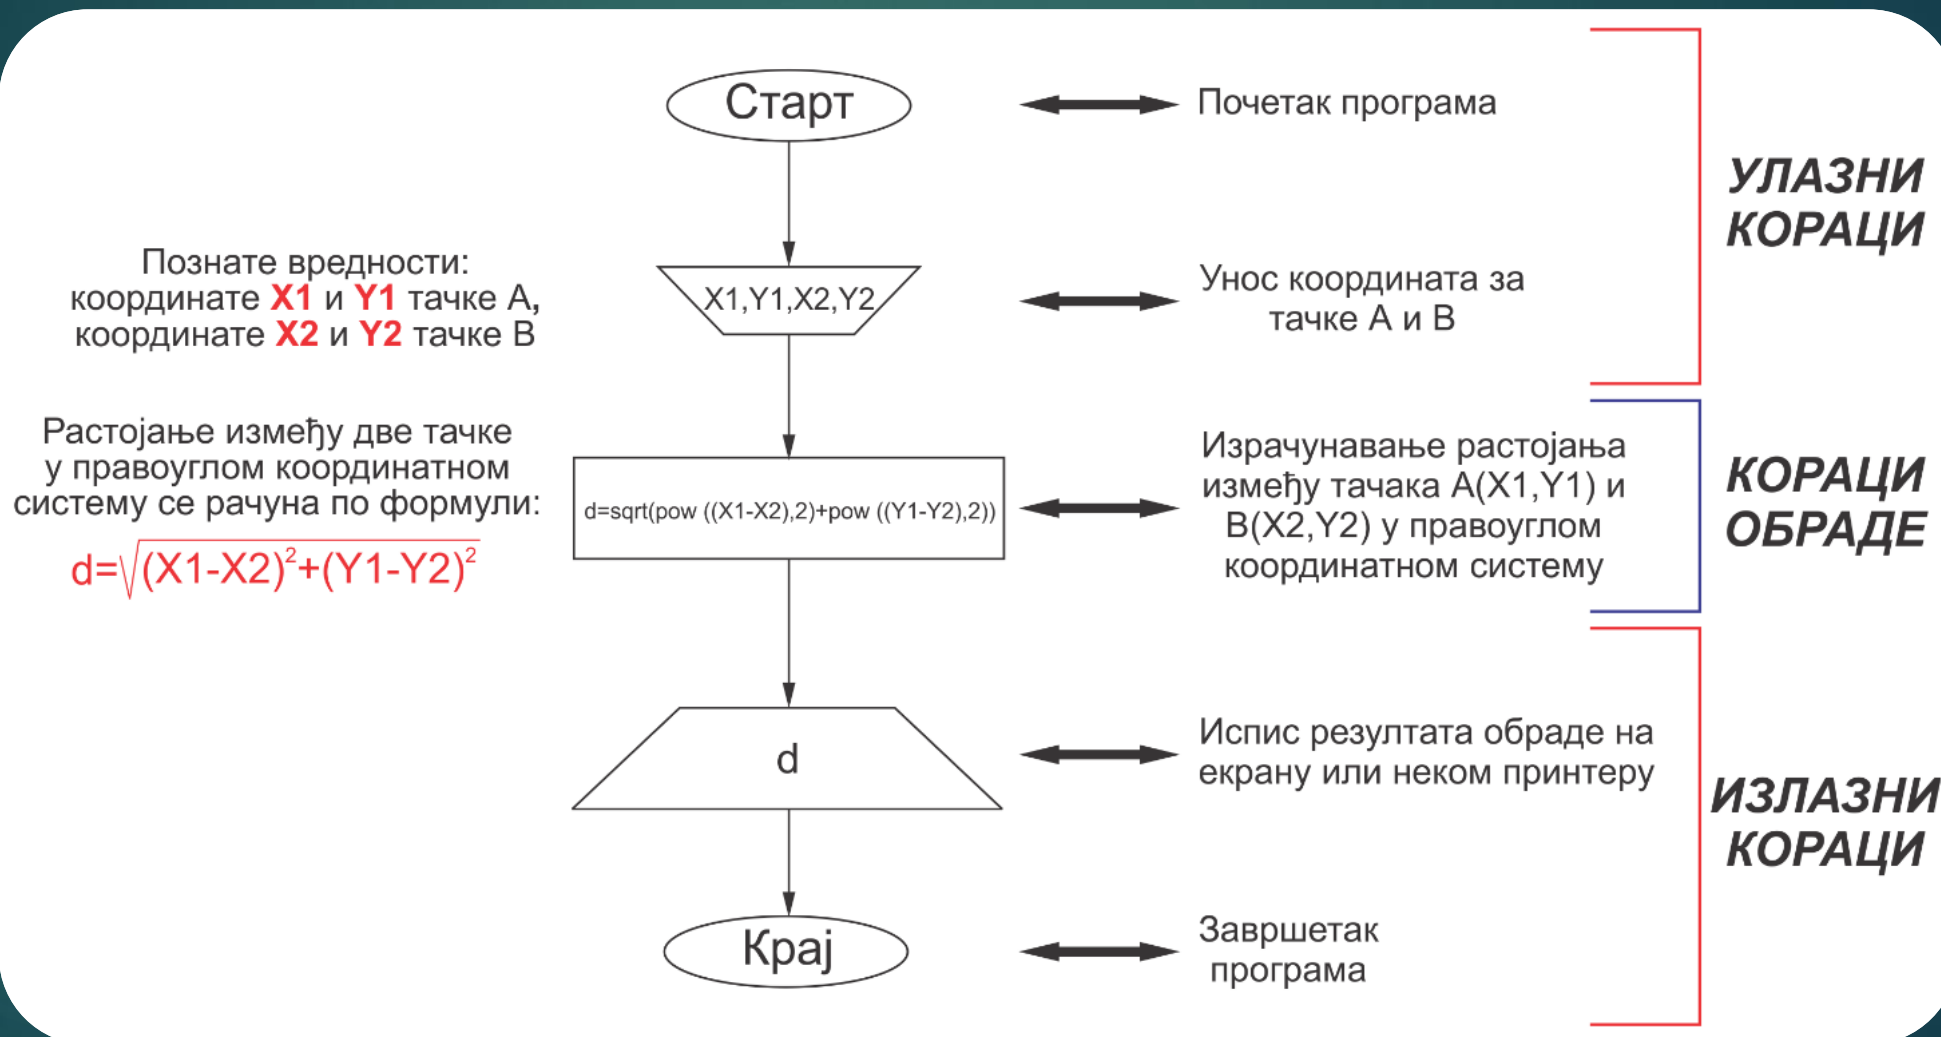 Старт
Почетак програма
УЛАЗНИ
КОРАЦИ
Познате вредности:
координате X1 и Y1 тачке А,
координате X2 и Y2 тачке В
X1,Y1,X2,Y2
Унос координата за
тачке А и В
Растојање између две тачке
у правоуглом координатном
систему се рачуна по формули:
d=√(X1-X2)²+(Y1-Y2)²
d=sqrt(pow ((X1-X2),2)+pow ((Y1-Y2),2))
Израчунавање растојања
између тачака А(X1,Y1) и
В(X2,Y2) у правоуглом
координатном систему
КОРАЦИ
ОБРАДЕ
d
Испис резултата обраде на
екрану или неком принтеру
ИЗЛАЗНИ
КОРАЦИ
Крај
Завршетак
програма